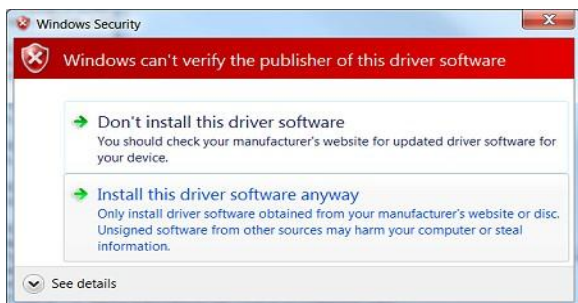 Windows Security
Windows can't verify the publisher of this driver software
Don't install this driver software
You should check your manufacturer's website for updated driver software for
your device.
Install this driver software anyway
Only install driver software obtained from your manufacturer's website or disc.
Unsigned software from other sources may harm your computer or steal
information.
See details